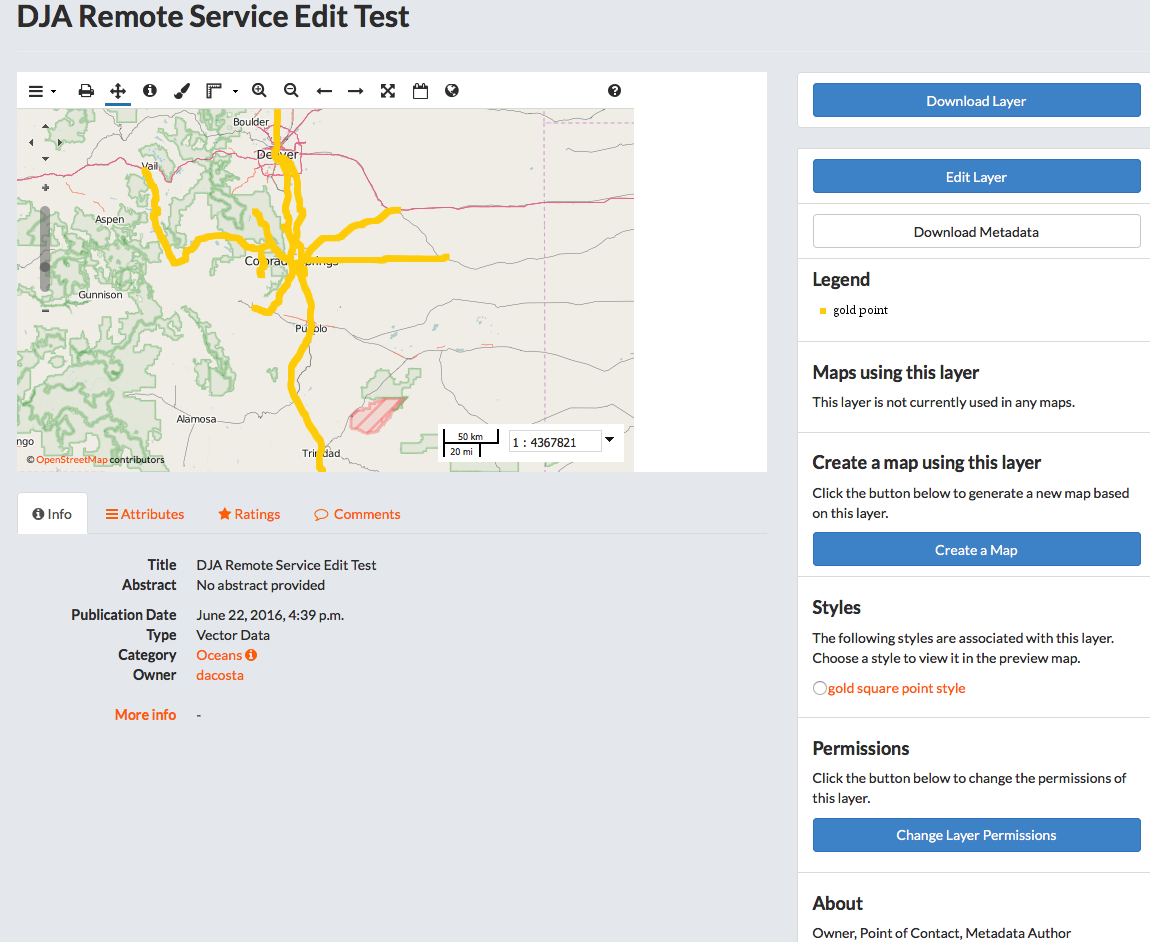 DJA Remote Service Edit Test
Boulder
Denver
Vail
Aspen
Colorado Springs
Gunnison
Pueblo
Alamosa
ngo
Trinidad
50 km
20 mi
1 : 4367821
© OpenStreetMap contributors
Info
Attributes
Ratings
Comments
Title DJA Remote Service Edit Test
Abstract No abstract provided
Publication Date June 22, 2016, 4:39 p.m.
Type Vector Data
Category Oceans
Owner dacosta
More info -
Download Layer
Edit Layer
Download Metadata
Legend
gold point
Maps using this layer
This layer is not currently used in any maps.
Create a map using this layer
Click the button below to generate a new map based
on this layer.
Create a Map
Styles
The following styles are associated with this layer.
Choose a style to view it in the preview map.
gold square point style
Permissions
Click the button below to change the permissions of
this layer.
Change Layer Permissions
About
Owner, Point of Contact, Metadata Author